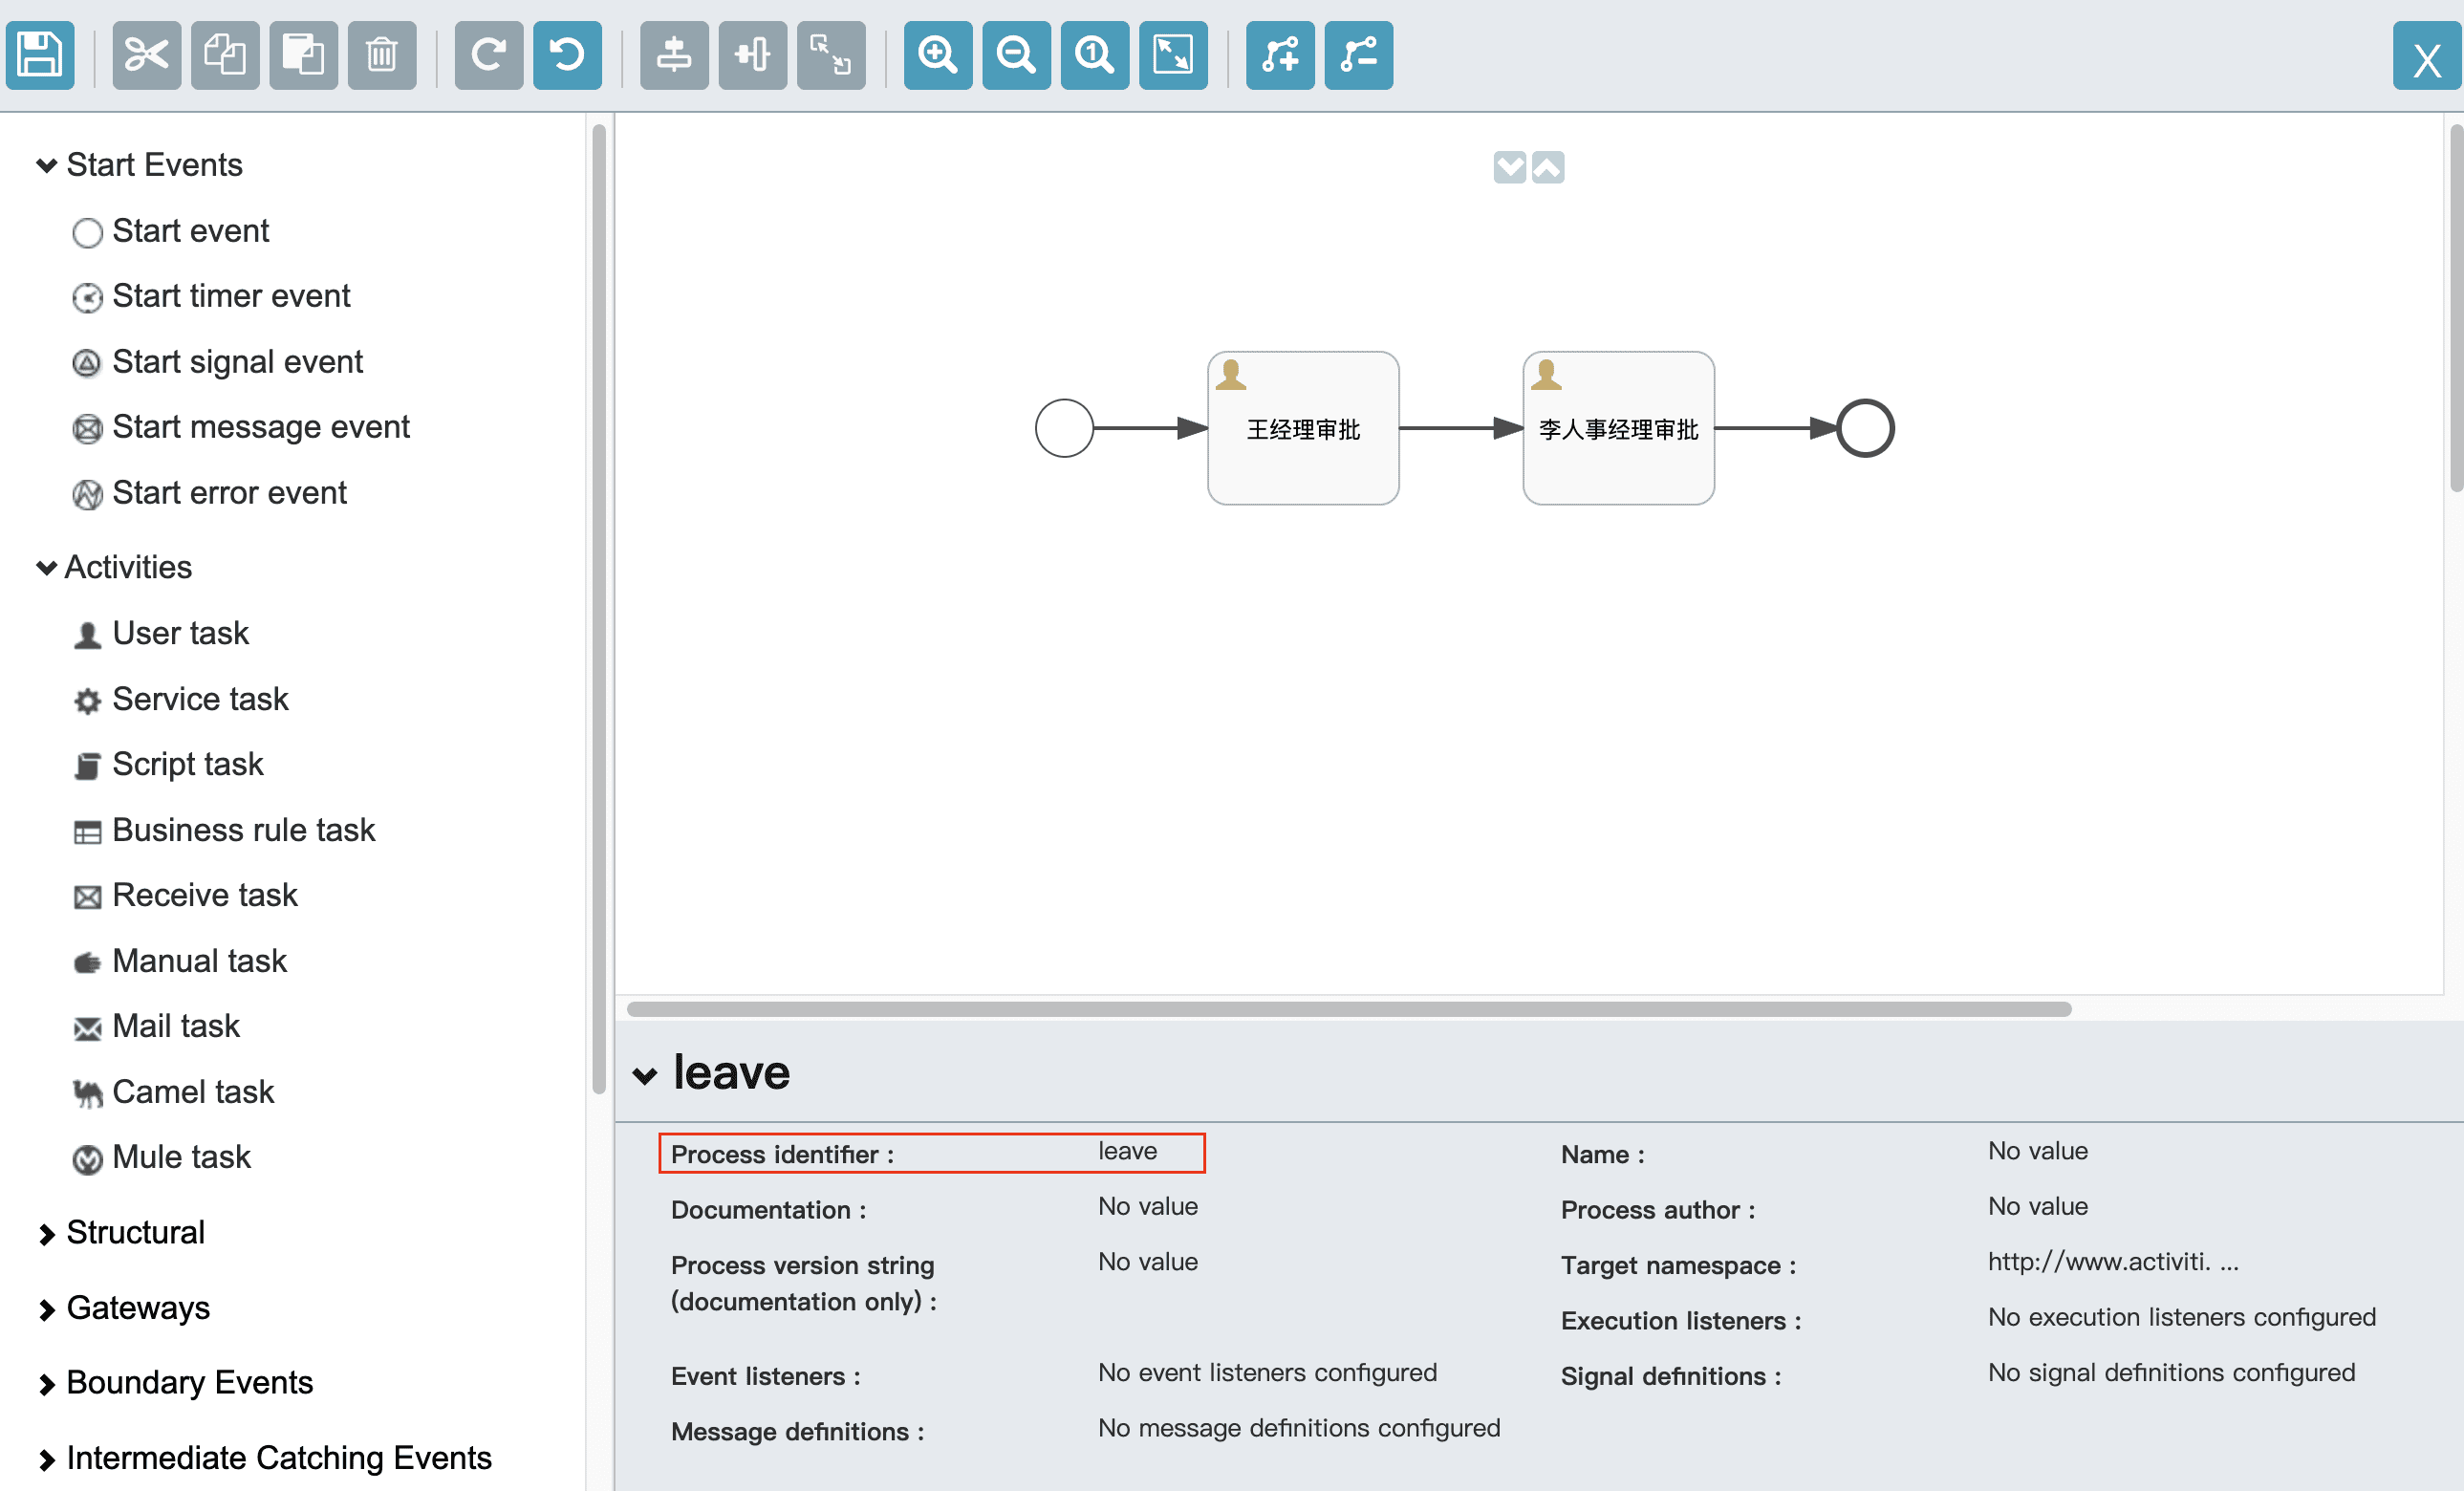 X
Start Events
Start event
Start timer event
Start signal event
Start message event
Start error event
Activities
User task
Service task
Script task
Business rule task
Receive task
Manual task
Mail task
Camel task
Mule task
Structural
Gateways
Boundary Events
Intermediate Catching Events
王经理审批
李人事经理审批
leave
Process identifier : leave
Name : No value
Documentation : No value
Process author : No value
Process version string
(documentation only) : No value
Target namespace : http://www.activiti. ...
Execution listeners : No execution listeners configured
Event listeners : No event listeners configured
Signal definitions : No signal definitions configured
Message definitions : No message definitions configured